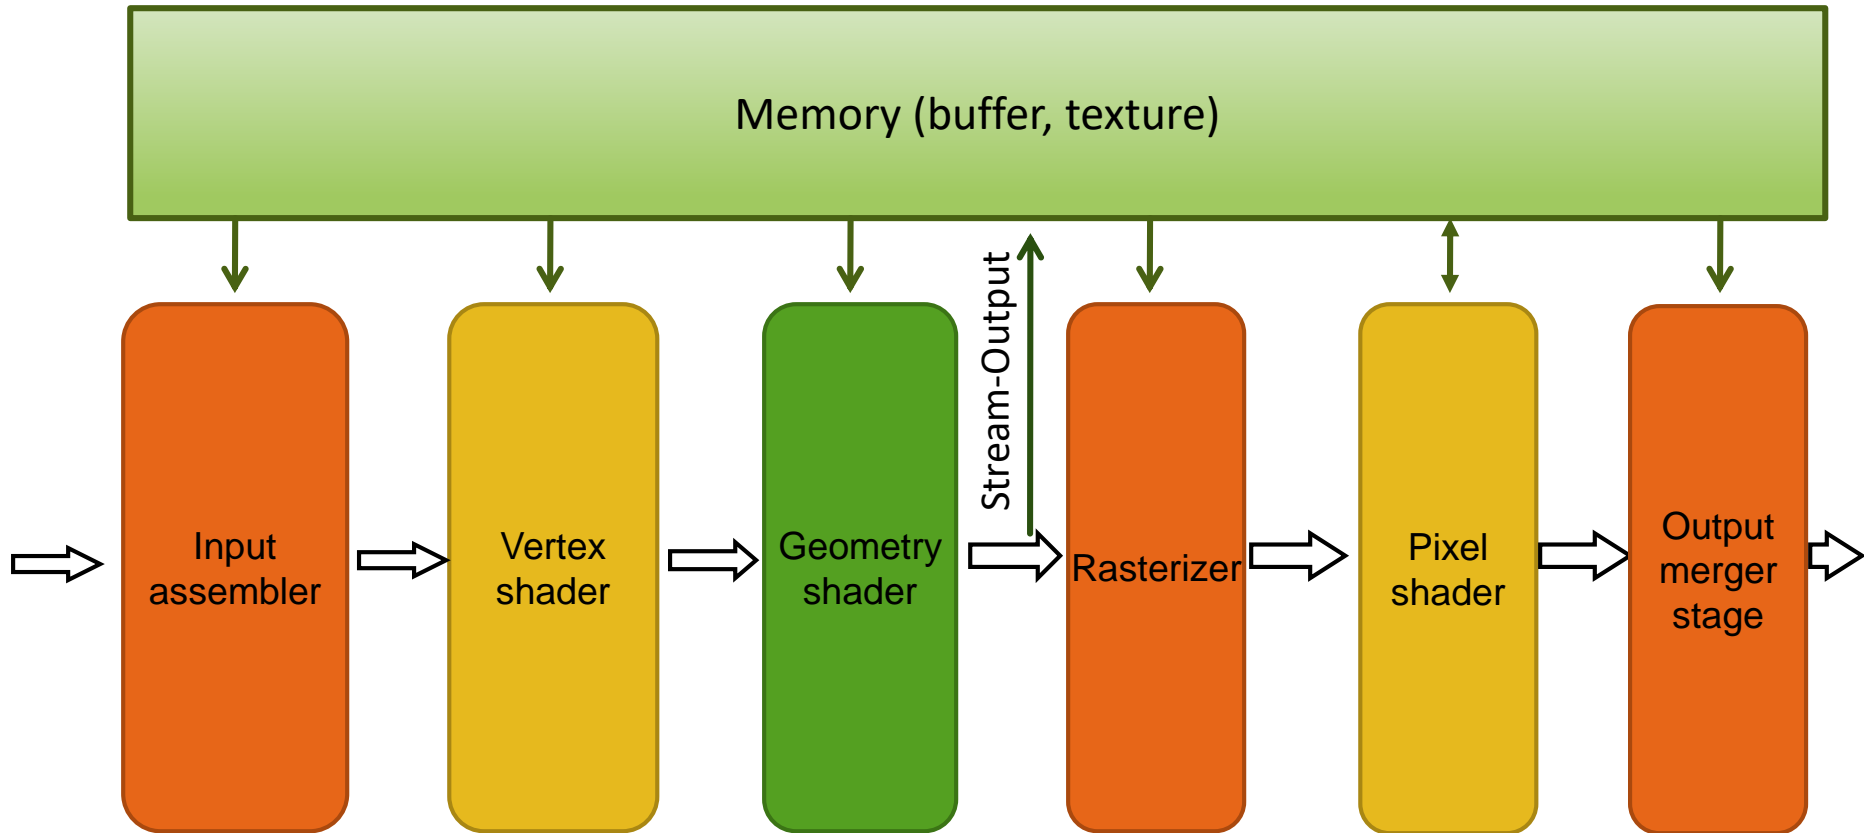 Memory (buffer, texture)
Stream-Output
Input
assembler
Vertex
shader
Geometry
shader
Rasterizer
Pixel
shader
Output
merger
stage